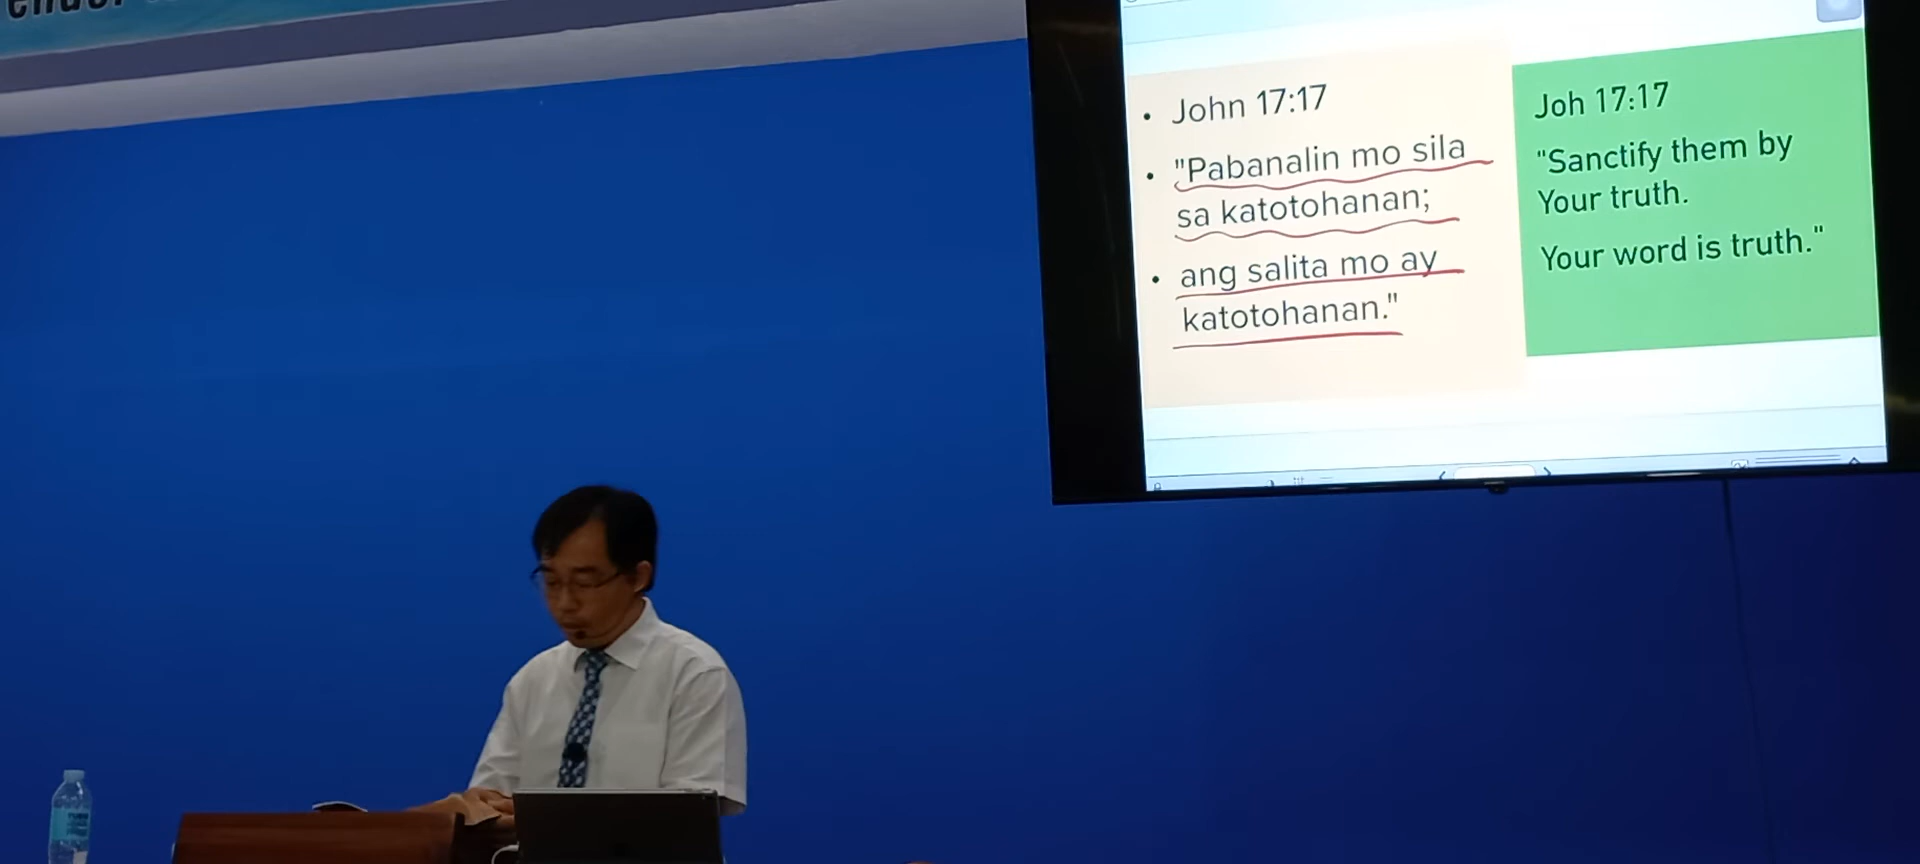 John 17:17
"Pabanalin mo sila
sa katotohanan;
ang salita mo ay
katotohanan."
Joh 17:17
"Sanctify them by
Your truth.
Your word is truth."